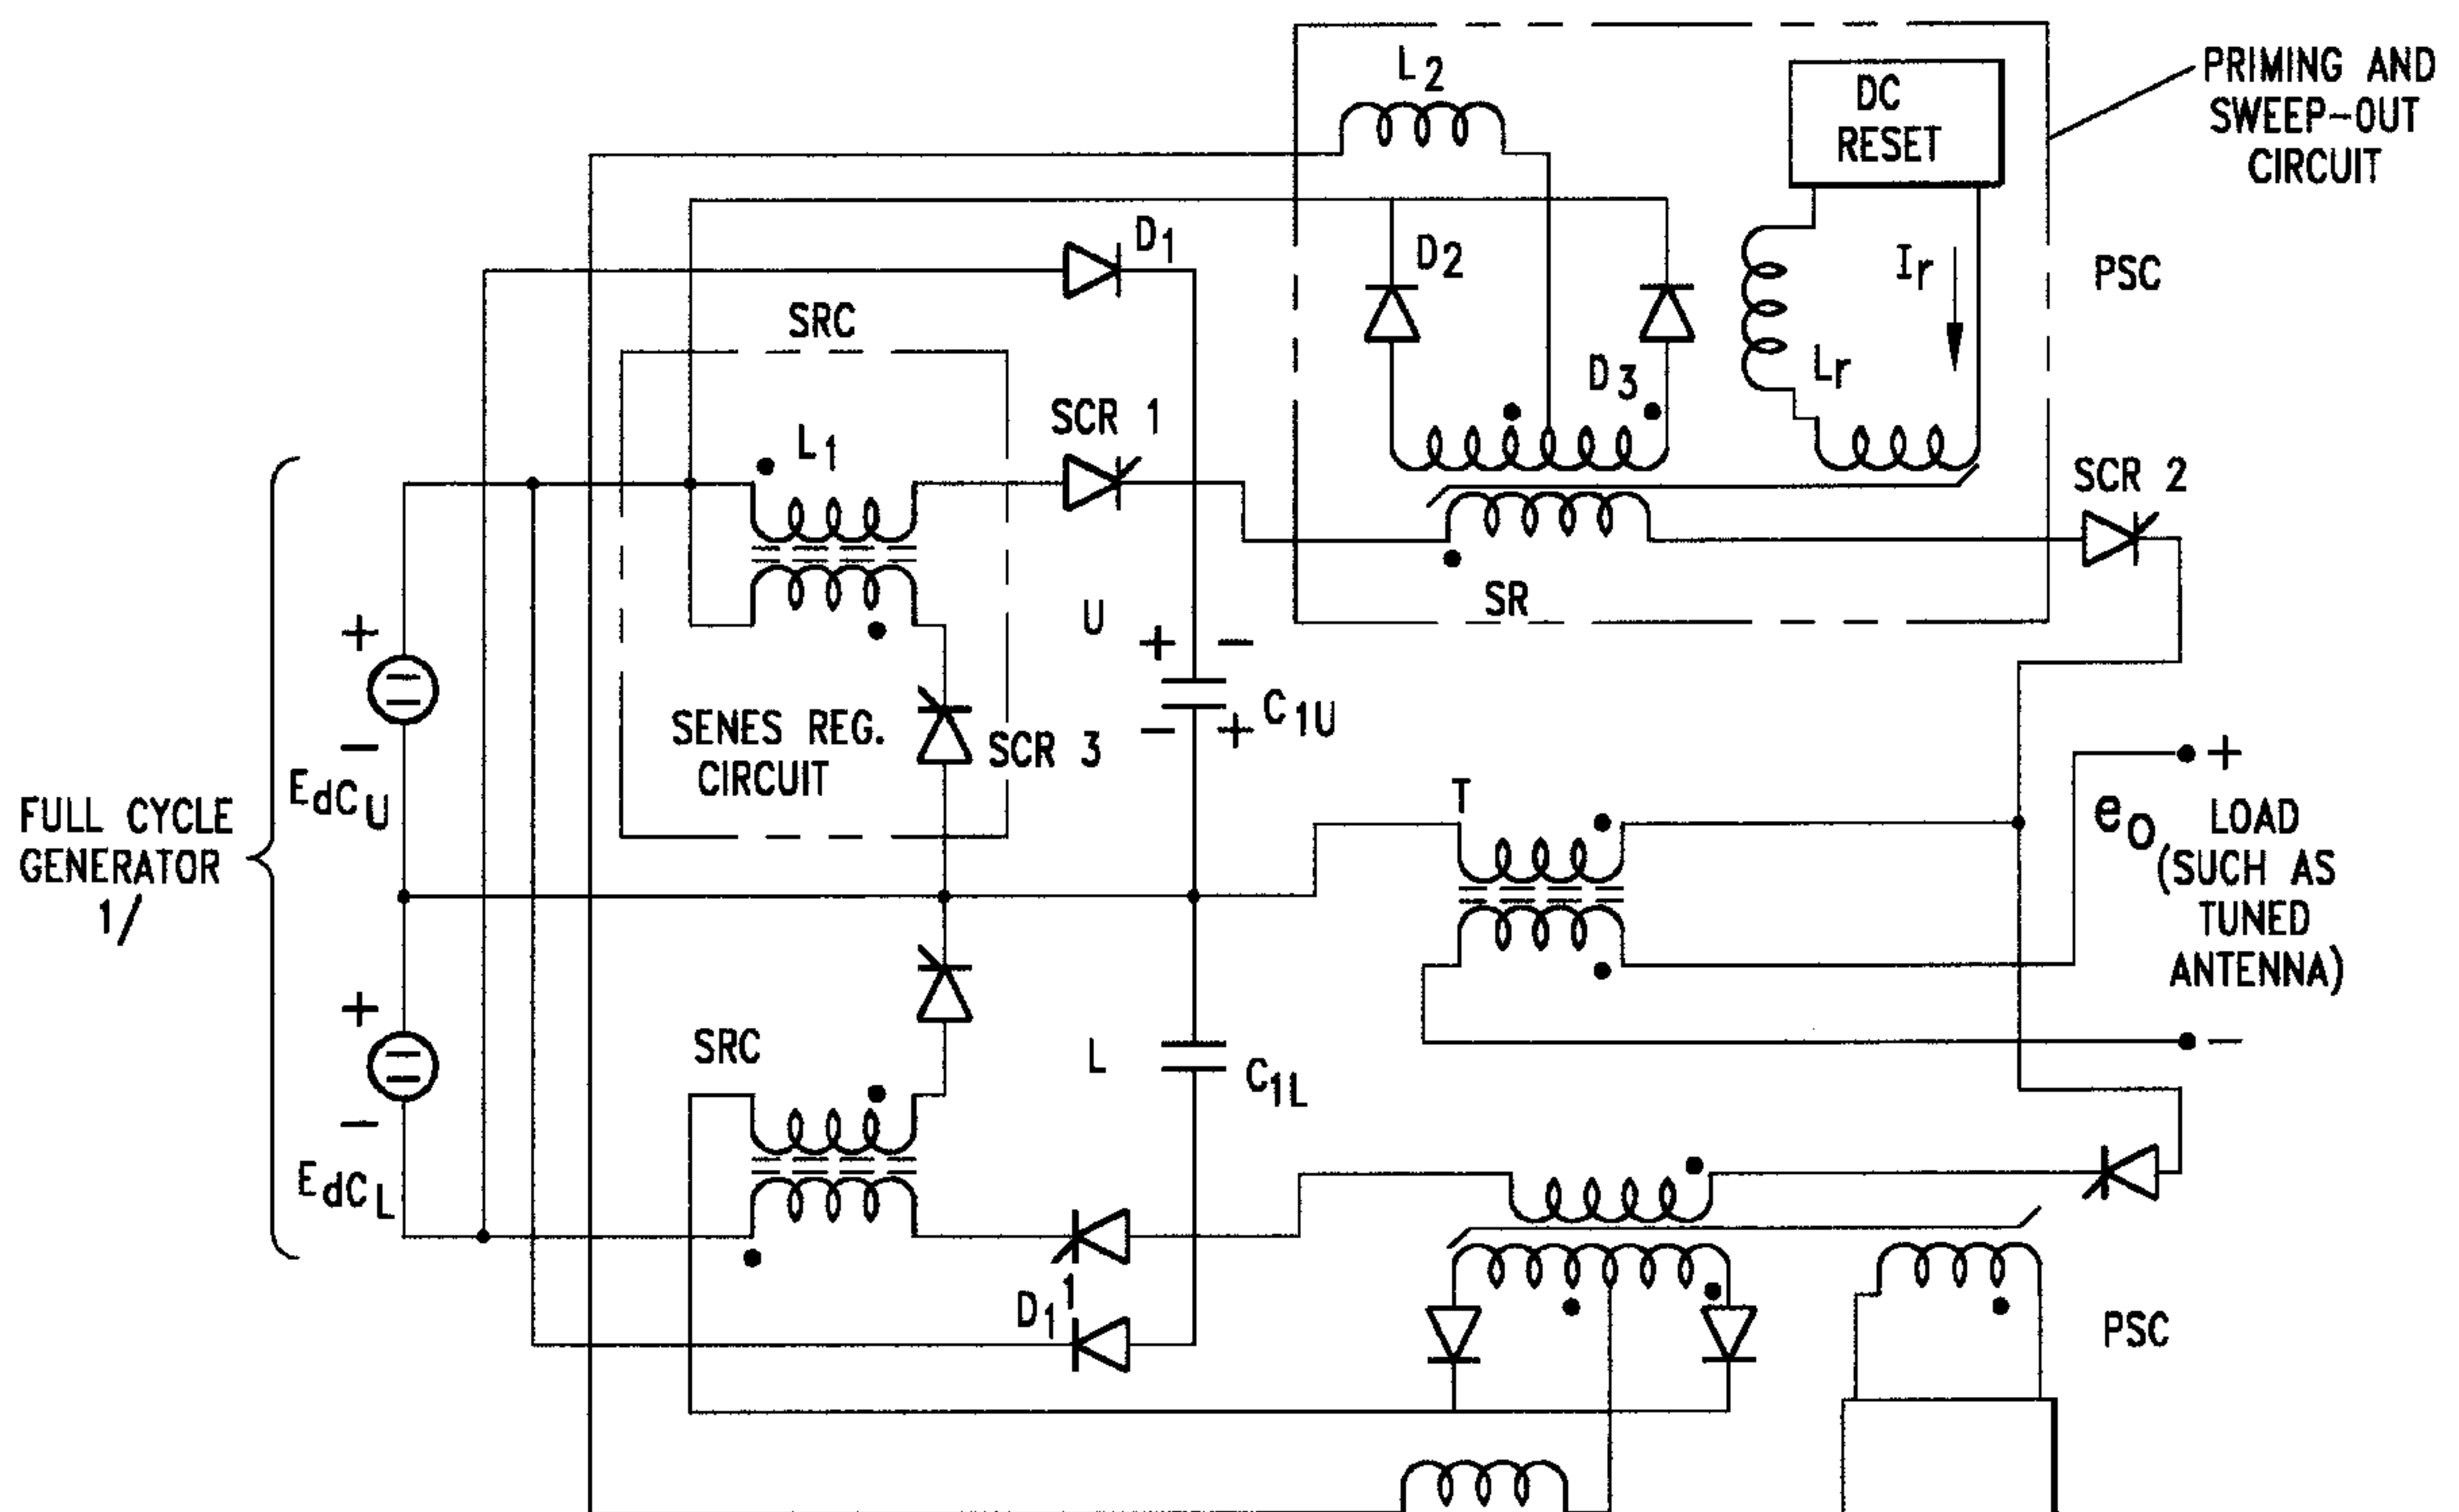 L2
DC
RESET
PRIMING AND
SWEEP-OUT
CIRCUIT
D1
D2
Ir
PSC
SRC
D3
Lr
SCR 1
L1
SCR 2
SR
U
+
+ -
SENES REG.
CIRCUIT
SCR 3
C1U
- +
-
EdCU
+
T
eo
LOAD
(SUCH AS
TUNED
ANTENNA)
FULL CYCLE
GENERATOR
1/
+
SRC
L
C1L
-
-
EdCL
1
D1
PSC